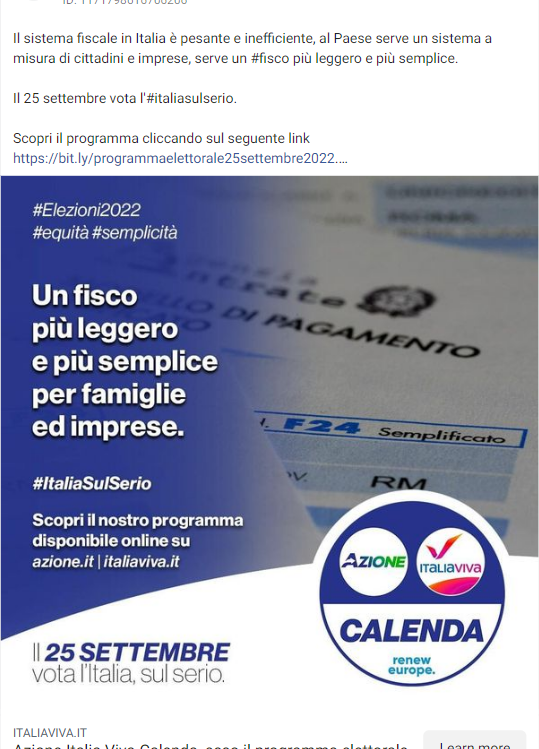 Il sistema fiscale in Italia è pesante e inefficiente, al Paese serve un sistema a
misura di cittadini e imprese, serve un #fisco più leggero e più semplice.
Il 25 settembre vota l'#italiasulserio.
Scopri il programma cliccando sul seguente link
https://bit.ly/programmaelettorale25settembre2022....
#Elezioni2022
#equità #semplicità
Un fisco
più leggero
e più semplice
per famiglie
ed imprese.
#ItaliaSulSerio
Scopri il nostro programma
disponibile online su
azione.it | italiaviva.it
Il 25 SETTEMBRE
vota l'Italia, sul serio.
ntrate
DI PAGAMENTO
F24 Semplificato
RM
AZIONE
ITALIAVIVA
CALENDA
renew
europe.
ITALIAVIVA.IT
Learn more